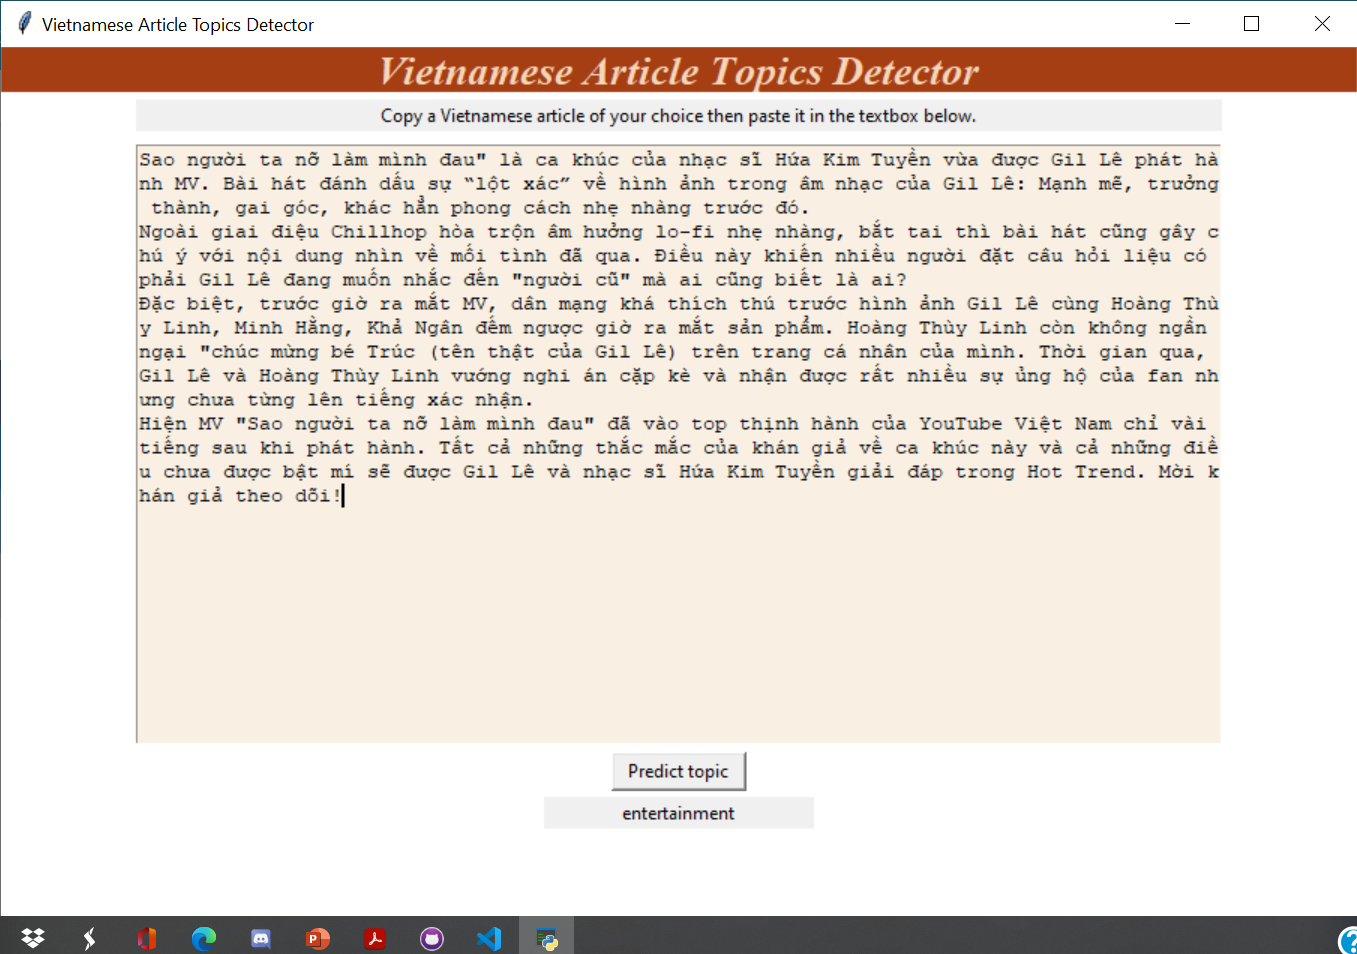 Vietnamese Article Topics Detector
Vietnamese Article Topics Detector
Copy a Vietnamese article of your choice then paste it in the textbox below.
Sao người ta nỡ làm mình đau" là ca khúc của nhạc sĩ Hứa Kim Tuyền vừa được Gil Lê phát hà
nh MV. Bài hát đánh dấu sự “lột xác” về hình ảnh trong âm nhạc của Gil Lê: Mạnh mẽ, trưởng
thành, gai góc, khác hẳn phong cách nhẹ nhàng trước đó.
Ngoài giai điệu Chillhop hòa trộn âm hưởng lo-fi nhẹ nhàng, bắt tai thì bài hát cũng gây c
hú ý với nội dung nhìn về mối tình đã qua. Điều này khiến nhiều người đặt câu hỏi liệu có
phải Gil Lê đang muốn nhắc đến "người cũ" mà ai cũng biết là ai?
Đặc biệt, trước giờ ra mắt MV, dân mạng khá thích thú trước hình ảnh Gil Lê cùng Hoàng Thù
y Linh, Minh Hằng, Khả Ngân đếm ngược giờ ra mắt sản phẩm. Hoàng Thùy Linh còn không ngần
ngại "chúc mừng bé Trúc (tên thật của Gil Lê) trên trang cá nhân của mình. Thời gian qua,
Gil Lê và Hoàng Thùy Linh vướng nghi án cặp kè và nhận được rất nhiều sự ủng hộ của fan nh
ưng chưa từng lên tiếng xác nhận.
Hiện MV "Sao người ta nỡ làm mình đau" đã vào top thịnh hành của YouTube Việt Nam chỉ vài
tiếng sau khi phát hành. Tất cả những thắc mắc của khán giả về ca khúc này và cả những điề
u chưa được bật mí sẽ được Gil Lê và nhạc sĩ Hứa Kim Tuyền giải đáp trong Hot Trend. Mời k
hán giả theo dõi!
Predict topic
entertainment